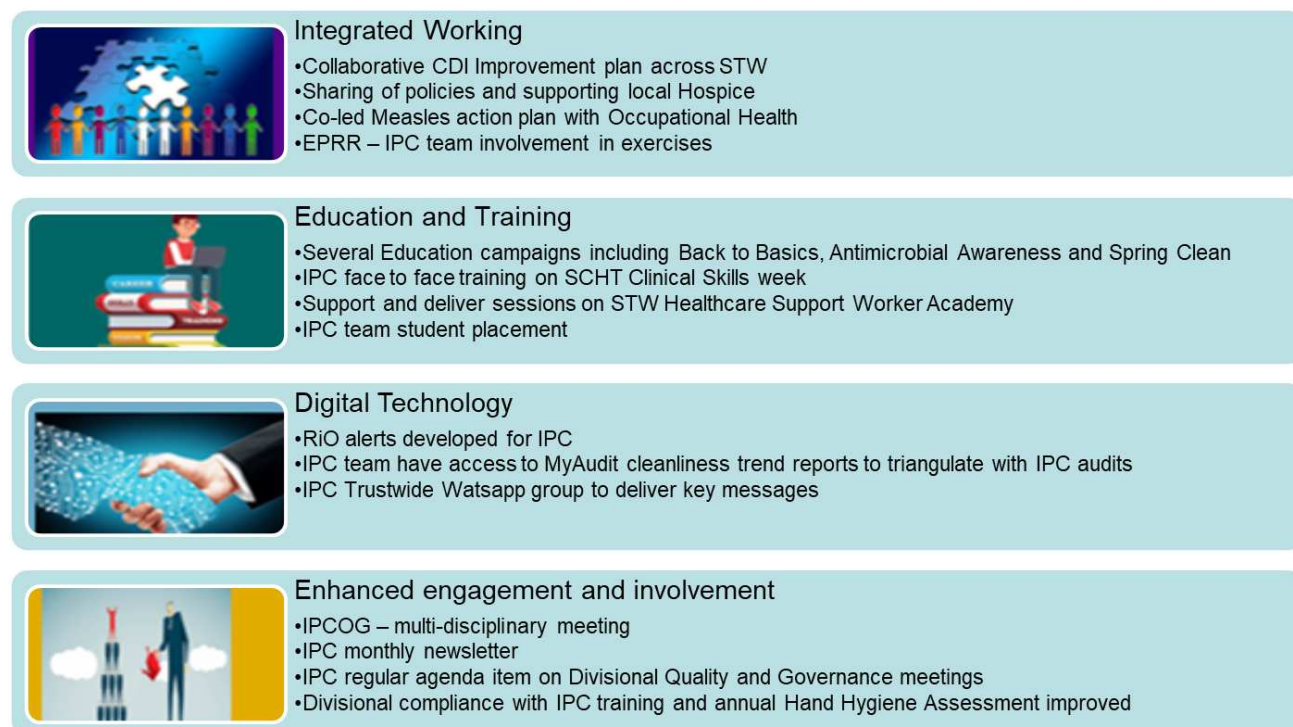 Integrated Working
•Collaborative CDI Improvement plan across STW
•Sharing of policies and supporting local Hospice
•Co-led Measles action plan with Occupational Health
•EPRR – IPC team involvement in exercises
Education and Training
•Several Education campaigns including Back to Basics, Antimicrobial Awareness and Spring Clean
•IPC face to face training on SCHT Clinical Skills week
•Support and deliver sessions on STW Healthcare Support Worker Academy
•IPC team student placement
CAREER
SKILLS
TRAINING
Digital Technology
•RiO alerts developed for IPC
•IPC team have access to MyAudit cleanliness trend reports to triangulate with IPC audits
•IPC Trustwide Watsapp group to deliver key messages
Enhanced engagement and involvement
•IPCOG – multi-disciplinary meeting
•IPC monthly newsletter
•IPC regular agenda item on Divisional Quality and Governance meetings
•Divisional compliance with IPC training and annual Hand Hygiene Assessment improved